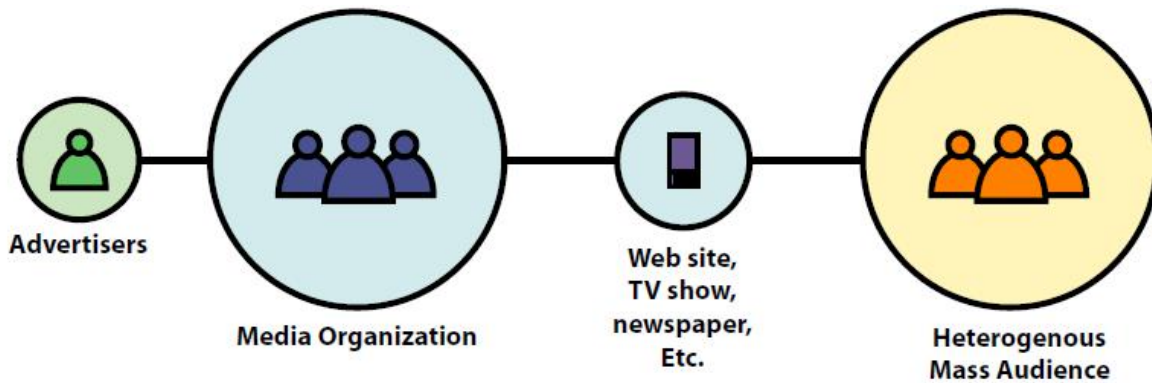 Advertisers
Media Organization
Web site,
TV show,
newspaper,
Etc.
Heterogenous
Mass Audience